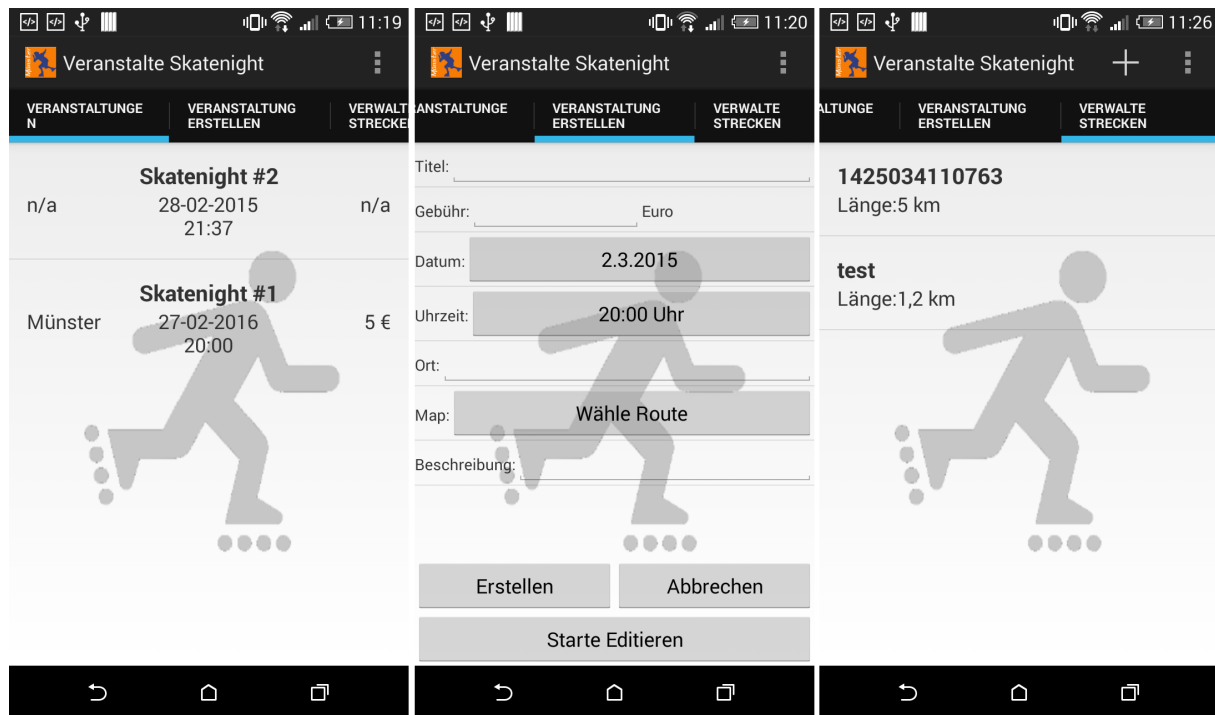 11:19
Veranstalte Skatenight
VERANSTALTUNGE
N
VERANSTALTUNG
ERSTELLEN
VERWALT
STRECKE
Skatenight #2
n/a
28-02-2015
n/a
21:37
Skatenight #1
Münster
27-02-2016
5 €
20:00
11:20
Veranstalte Skatenight
ANSTALTUNGE
VERANSTALTUNG
ERSTELLEN
VERWALTE
STRECKEN
Titel:
Gebühr:
Euro
Datum:
2.3.2015
Uhrzeit:
20:00 Uhr
Ort:
Map:
Wähle Route
Beschreibung:
Erstellen
Abbrechen
Starte Editieren
11:26
Veranstalte Skatenight
ALTUNGE
VERANSTALTUNG
ERSTELLEN
VERWALTE
STRECKEN
1425034110763
Länge:5 km
test
Länge:1,2 km